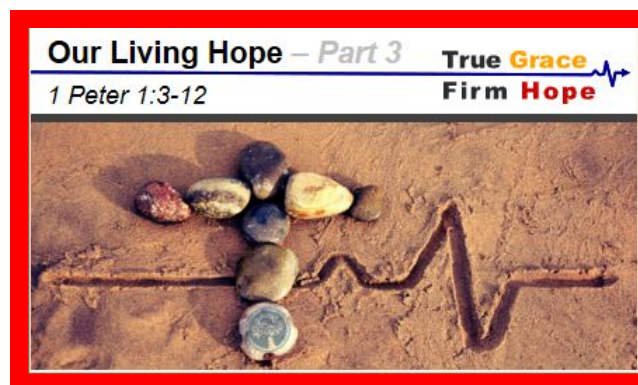 Our Living Hope – Part 3
True Grace
1 Peter 1:3-12
Firm Hope